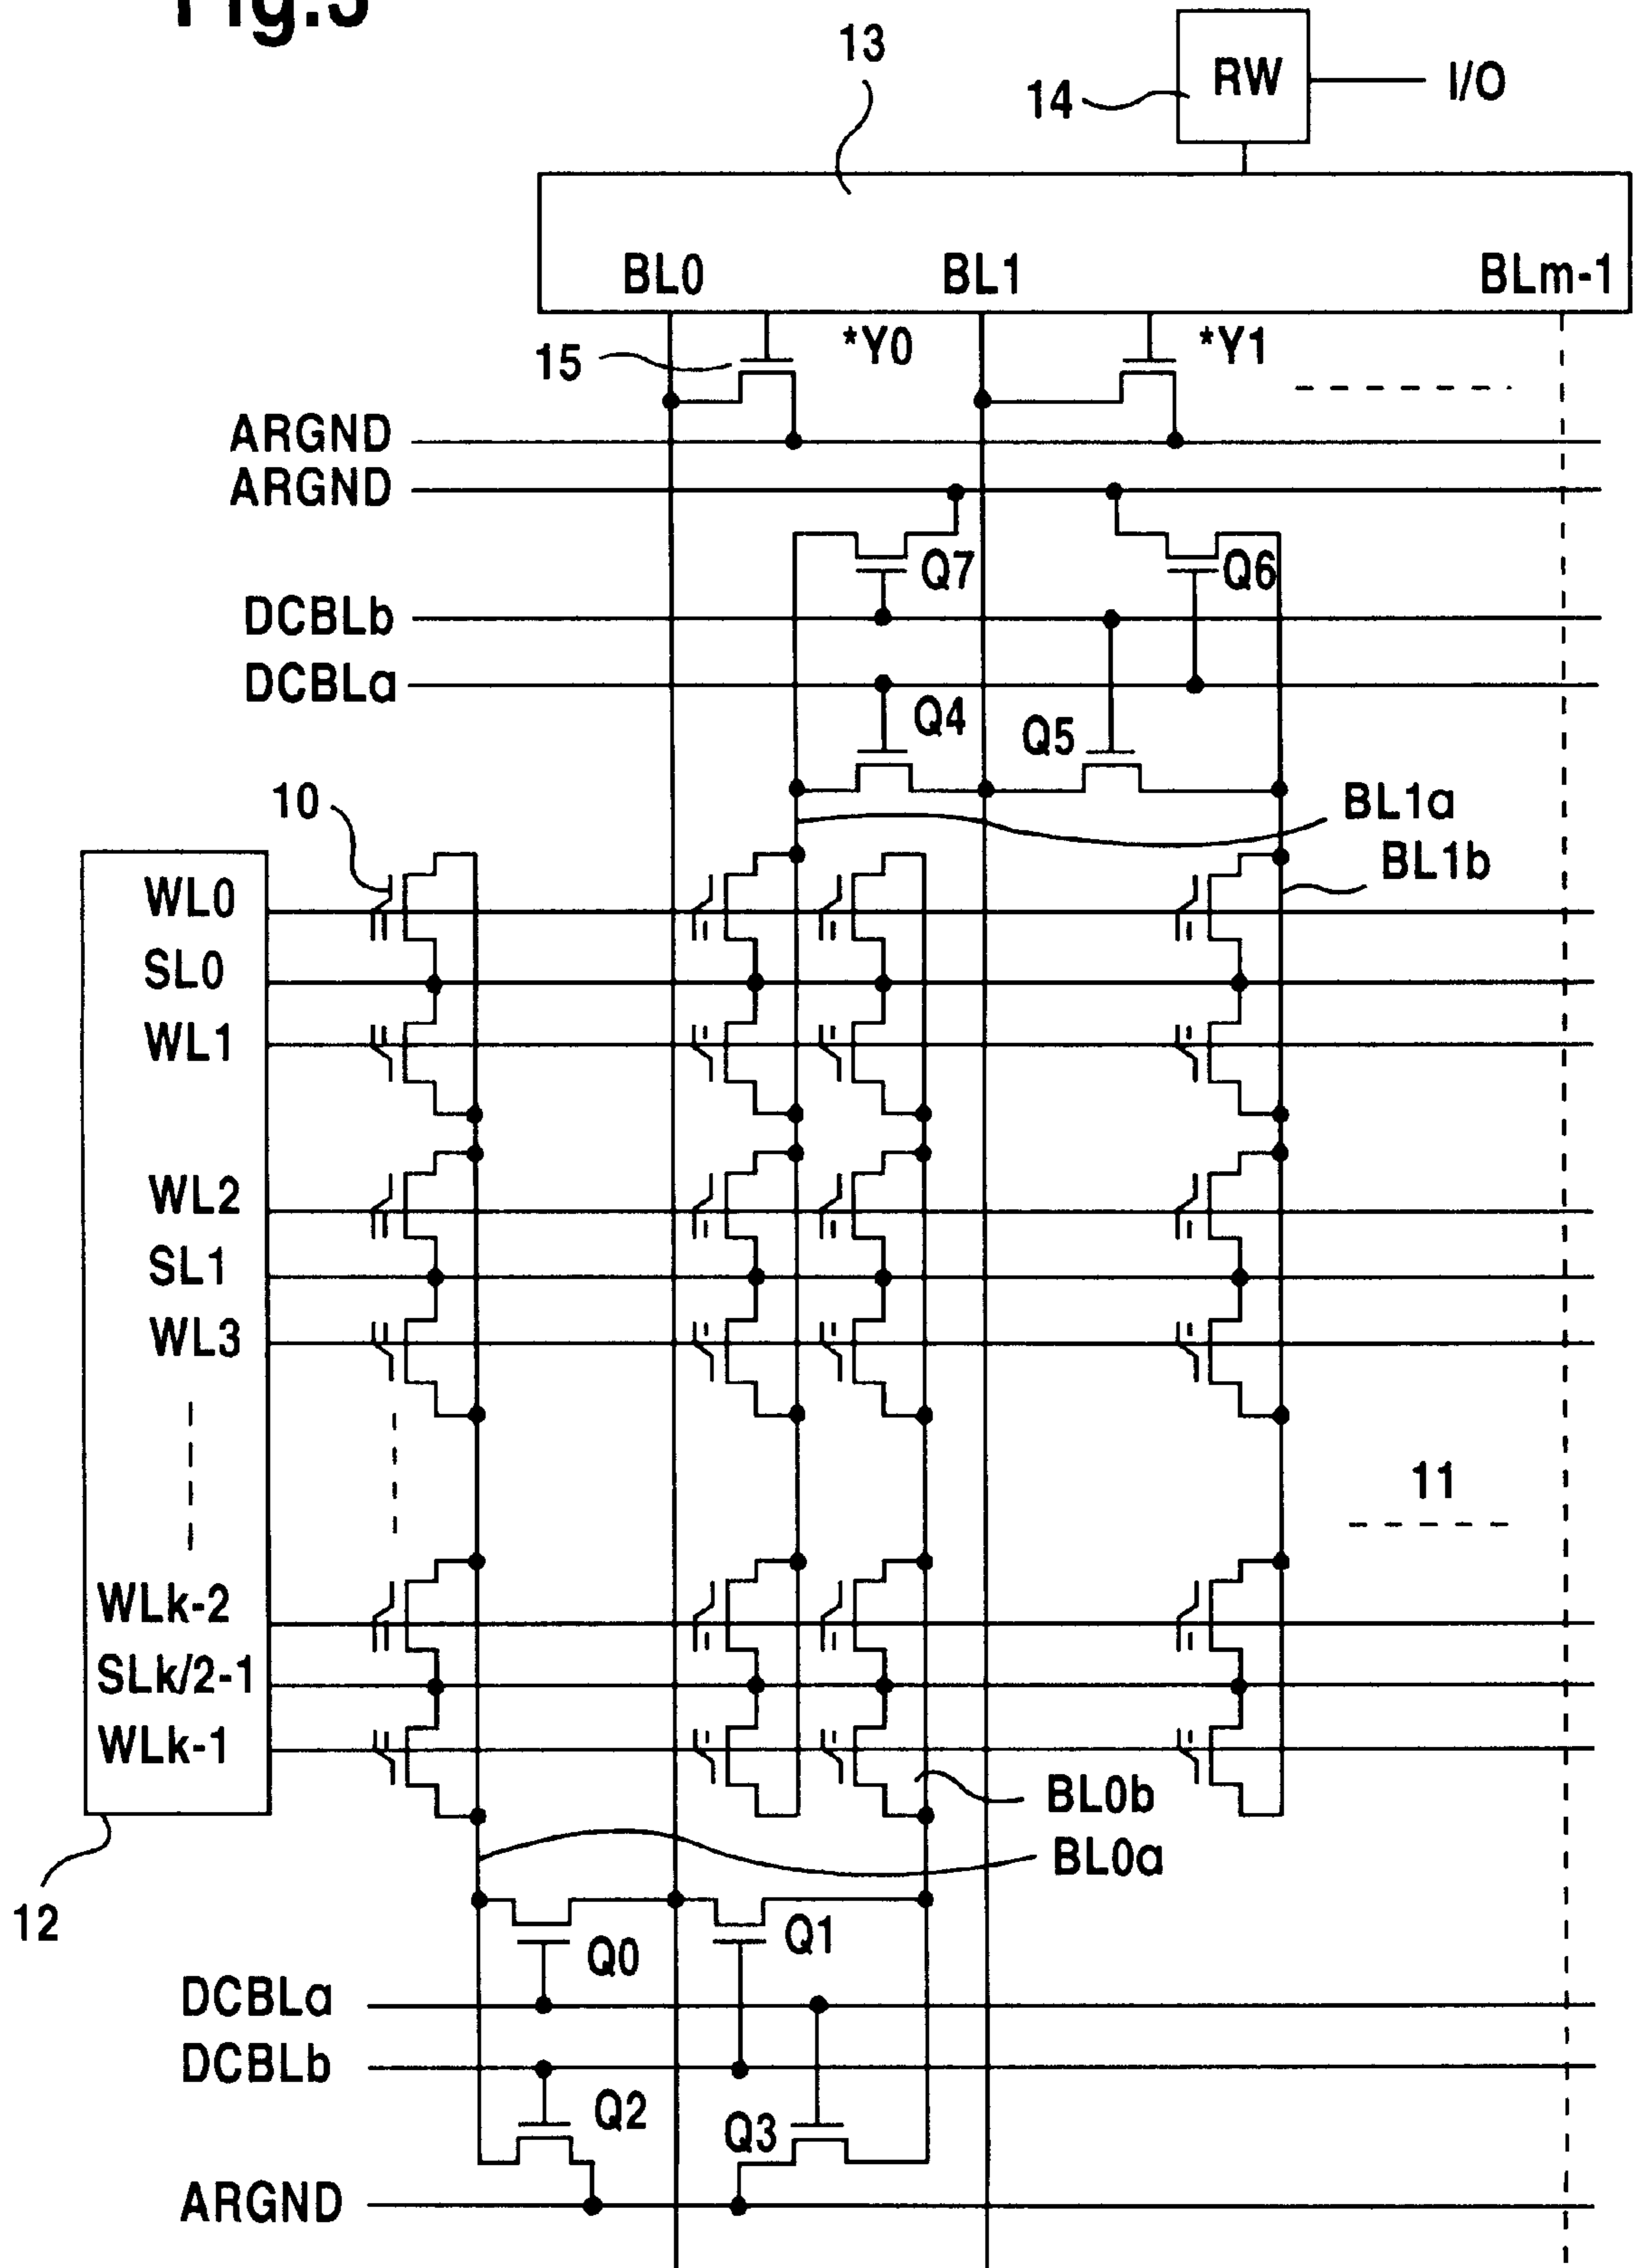 Fig.3
13
14
RW
I/O
BL0
BL1
BLm-1
15
*Y0
*Y1
ARGND
ARGND
Q7
Q6
DCBLb
DCBLa
Q4
Q5
10
BL1a
BL1b
WL0
SL0
WL1
WL2
SL1
WL3
11
WLk-2
SLk/2-1
WLk-1
BL0b
BL0a
12
Q0
Q1
DCBLa
DCBLb
Q2
Q3
ARGND